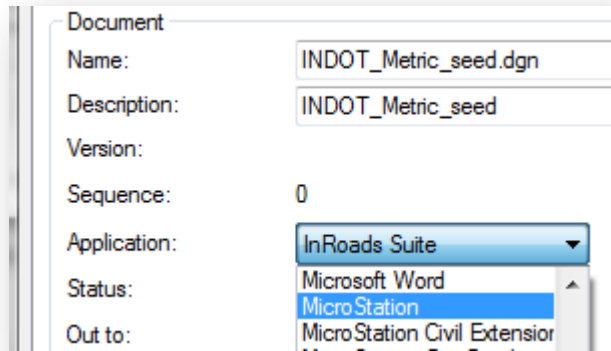 Document
Name: INDOT_Metric_seed.dgn
Description: INDOT_Metric_seed
Version:
Sequence: 0
Application: InRoads Suite
Microsoft Word
Status:
MicroStation
Out to: MicroStation Civil Extension